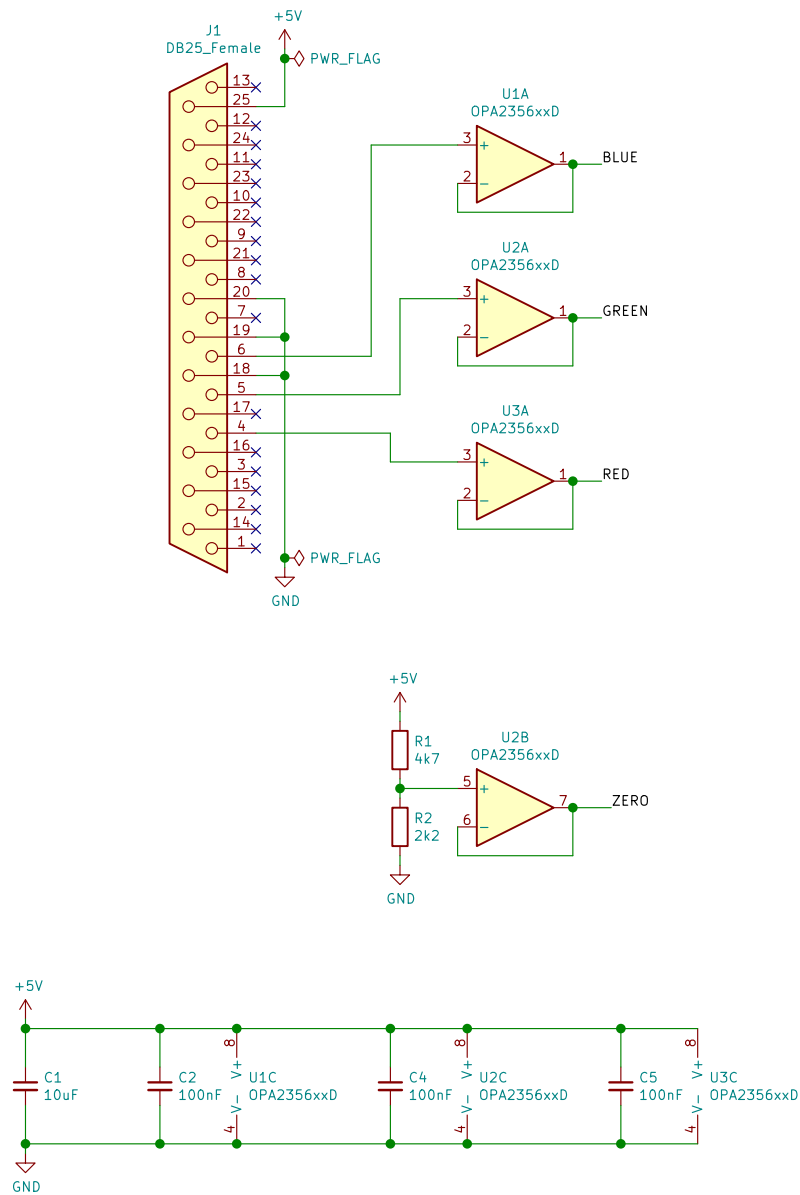 +5V
J1
DB25_Female
PWR_FLAG
13
25
12
24
11
23
10
22
9
21
8
20
7
19
6
18
5
17
4
16
3
15
2
14
1
PWR_FLAG
GND
U1A
OPA2356xxD
3
+
2
−
1
BLUE
U2A
OPA2356xxD
3
+
2
−
1
GREEN
U3A
OPA2356xxD
3
+
2
−
1
RED
+5V
R1
4k7
R2
2k2
GND
U2B
OPA2356xxD
5
+
6
−
7
ZERO
+5V
C1
10uF
GND
C2
100nF
8
V+
V−
4
U1C
OPA2356xxD
C4
100nF
8
V+
V−
4
U2C
OPA2356xxD
C5
100nF
8
V+
V−
4
U3C
OPA2356xxD